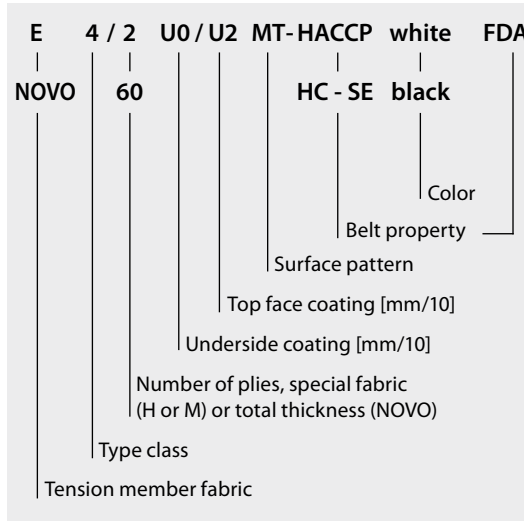 E 4 / 2 U0 / U2 MT- HACCP white FDA
NOVO 60 HC - SE black
Color
Belt property
Surface pattern
Top face coating [mm/10]
Underside coating [mm/10]
Number of plies, special fabric
(H or M) or total thickness (NOVO)
Type class
Tension member fabric